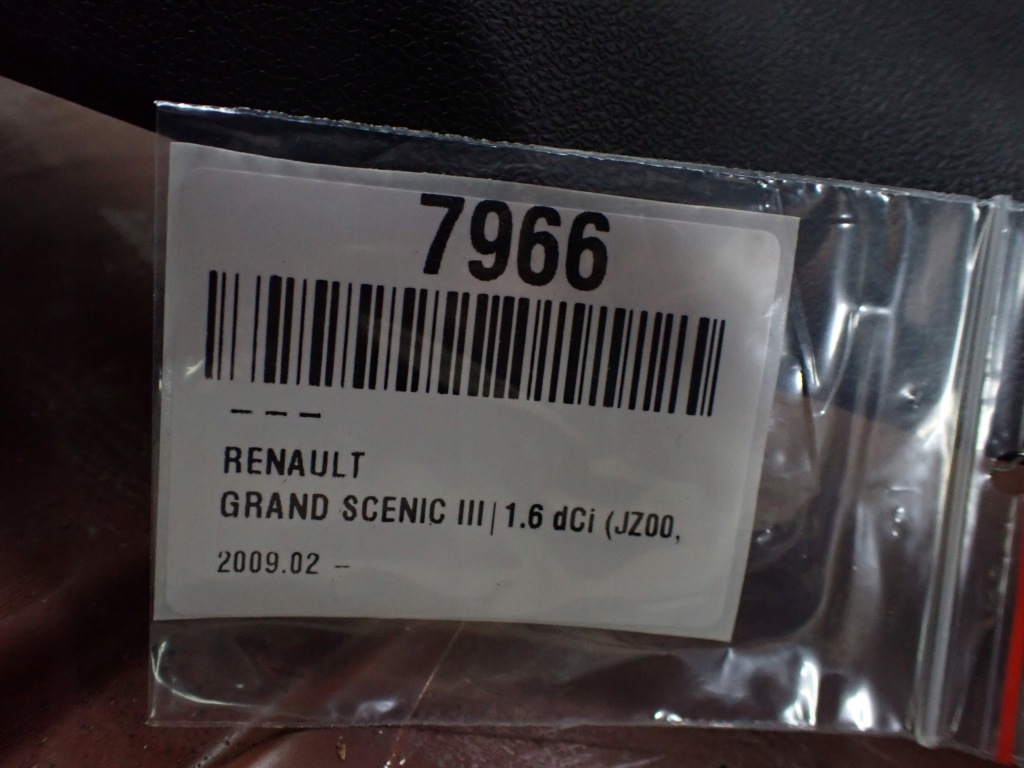 7966
---
RENAULT
GRAND SCENIC III | 1.6 dCi (JZ00,
2009.02 -